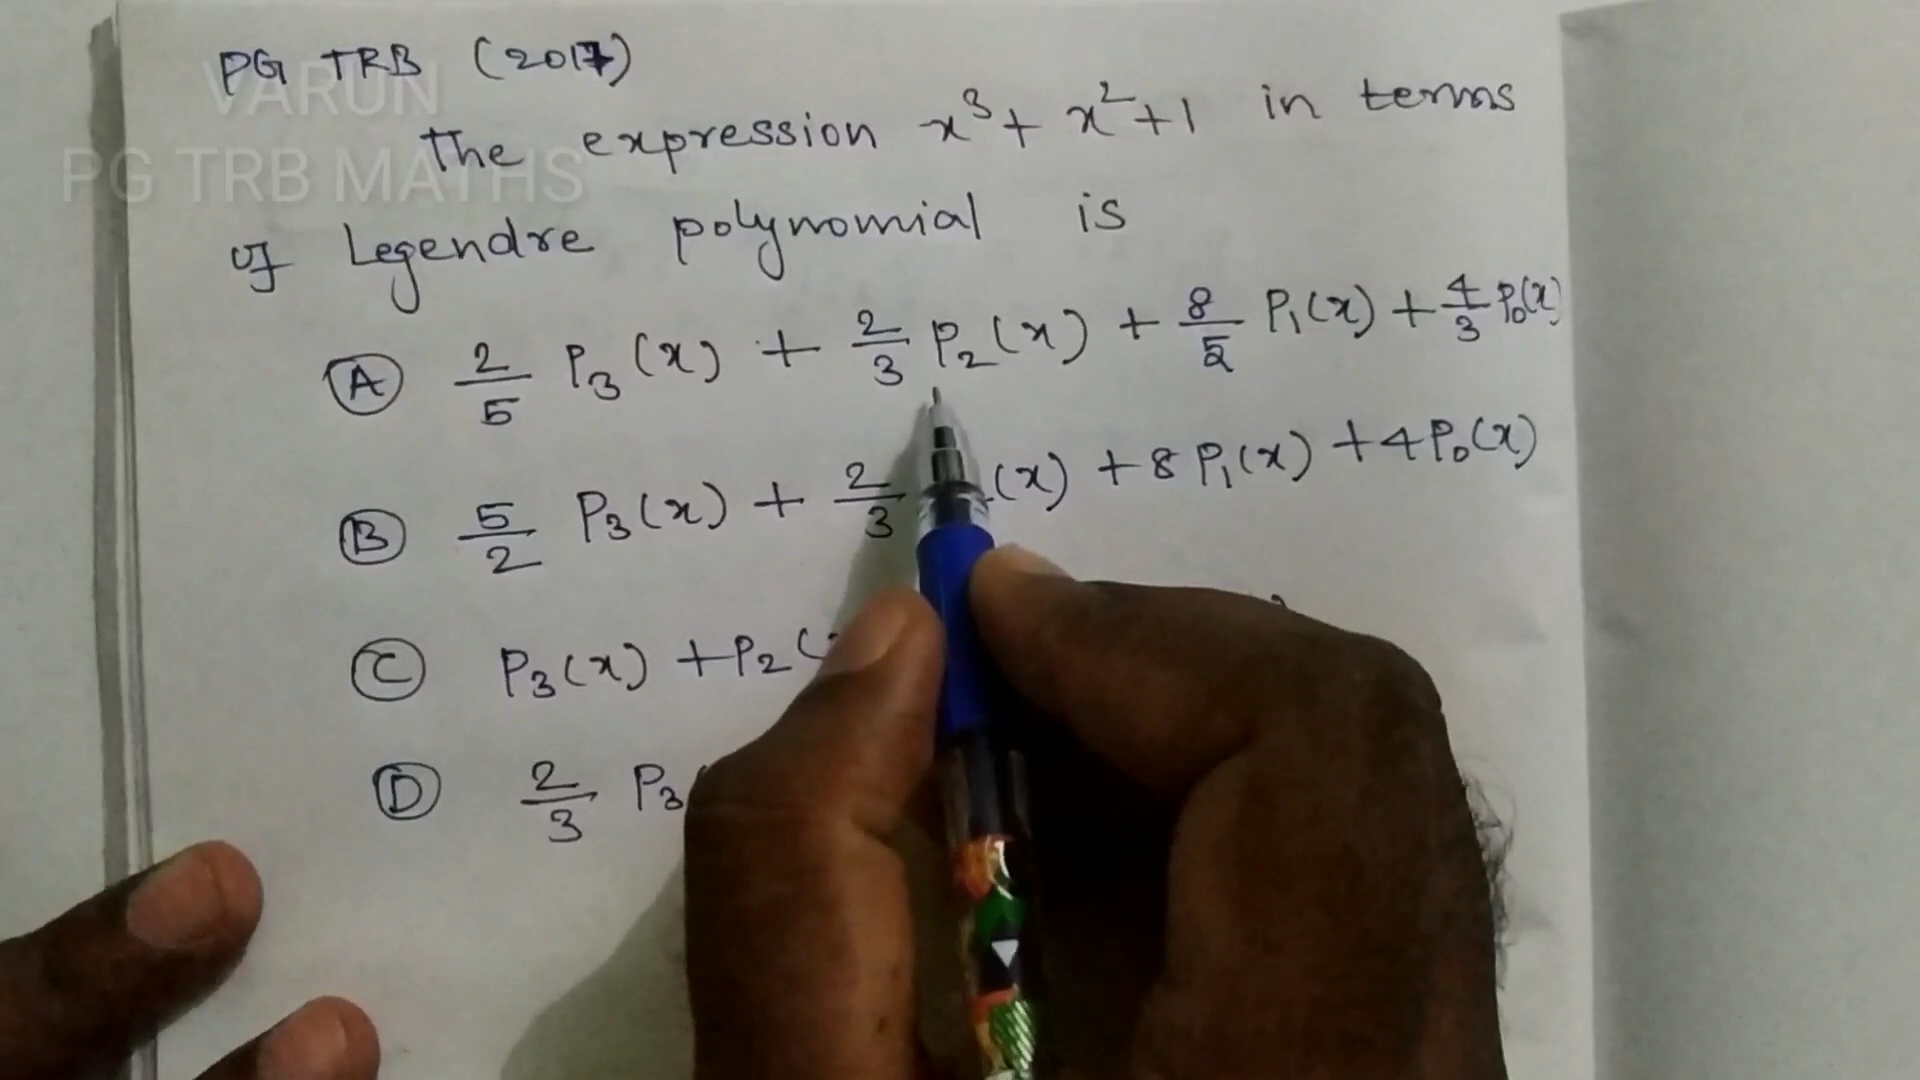 PG TRB (2017)
VARUN
The expression x³ + x² + 1 in terms
PG TRB MATHS
of Legendre polynomial is
(A) 2/5 P₃(x) + 2/3 P₂(x) + 8/5 P₁(x) + 4/3 P₀(x)
(B) 5/2 P₃(x) + 2/3 (x) + 8 P₁(x) + 4P₀(x)
(C) P₃(x) + P₂(
(D) 2/3 P₃